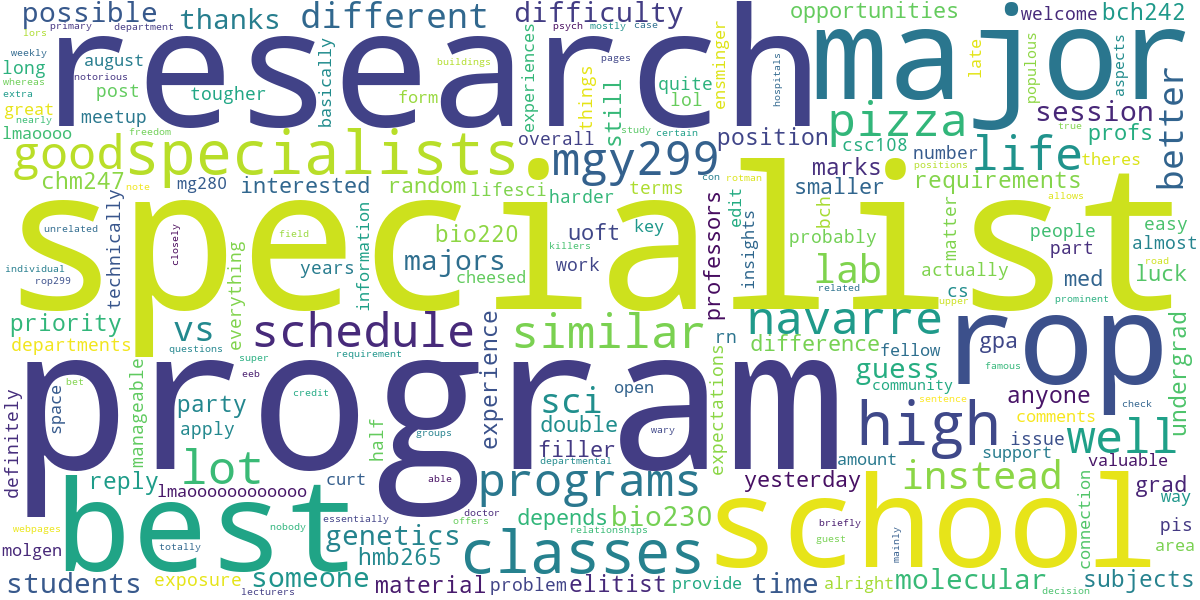 possible
primary
department
thanks
different
difficulty
psych
mostly
case
opportunities
welcome
bch242
lors
weekly
long
whereas
extra
great
notorious
nearly
lmaoooo
august
post
tougher
meetup
basically
research
buildings
form
experiences
pages
things
still
ensminger
quite
lol
hospitals
major
late
populous
aspects
session
profs
theres
freedom
overall
study
certain
position
pizza
csc108
number
true
life
better
good
specialists
mgy299
marks
chm247
note
mg280
interested
random
lifesci
harder
terms
con
rotman
smaller
bch
positions
requirements
allows
technically
unrelated
closely
field
information
bio220
killers
uoft
key
edit
insights
probably
matter
people
part
easy
almost
road
specialist
individual
rop299
years
everything
majors
cheesed
work
professors
lab
related
actually
cs
upper
med
prominent
luck
priority
departments
vs
questions
schedule
super
eeb
requirement
similar
rn
navarre
difference
fellow
guess
community
rop
gpa
famous
undergrad
program
definitely
space
bet
manageable
party
apply
credit
half
groups
experience
sci
open
double
filler
wary
expectations
high
sentence
anyone
check
comments
issue
support
well
lot
reply
lmaoooooooooooo
curt
able
departmental
programs
yesterday
amount
instead
valuable
grad
way
connection
webpages
molgen
best
nobody
totally
essentially
genetics
hmb265
doctor
offers
depends
bio230
relationships
classes
school
briefly
guest
mainly
pis
area
students
exposure
someone
lecturers
material
problem
elitist
provide
time
alright
molecular
decision
subjects